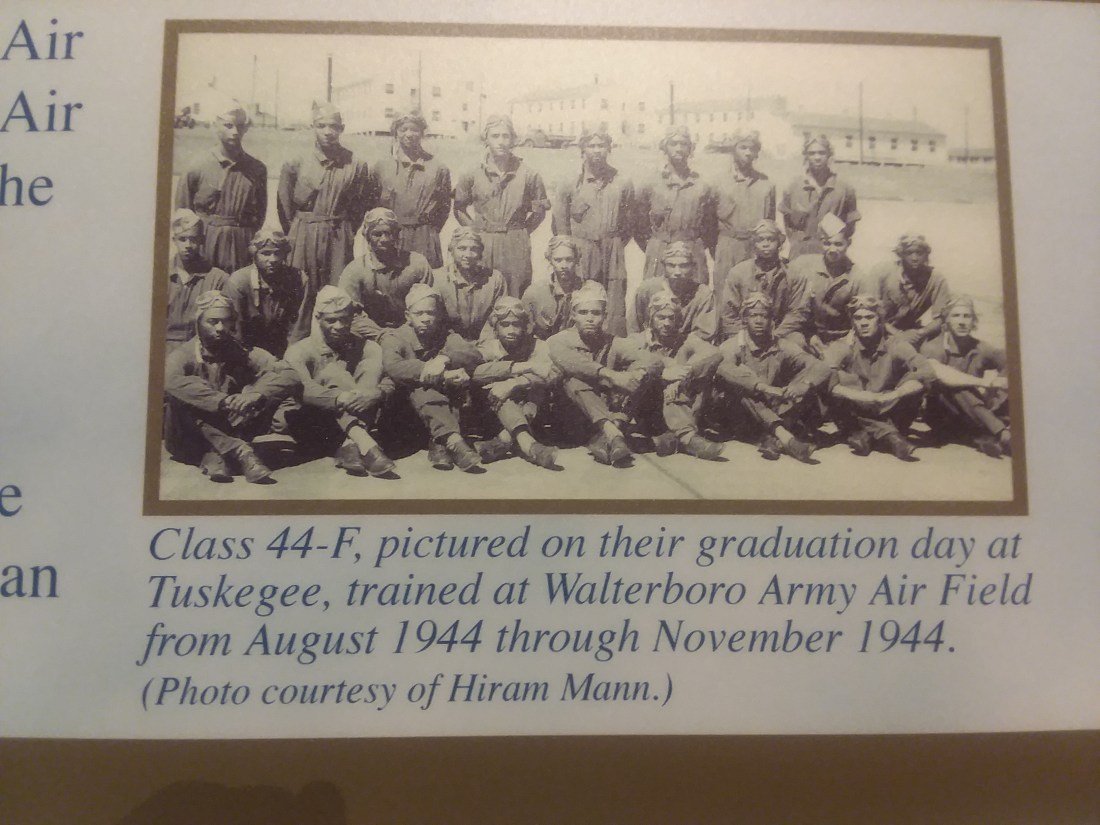 Air
Air
he
e
an
Class 44-F, pictured on their graduation day at
Tuskegee, trained at Walterboro Army Air Field
from August 1944 through November 1944.
(Photo courtesy of Hiram Mann.)